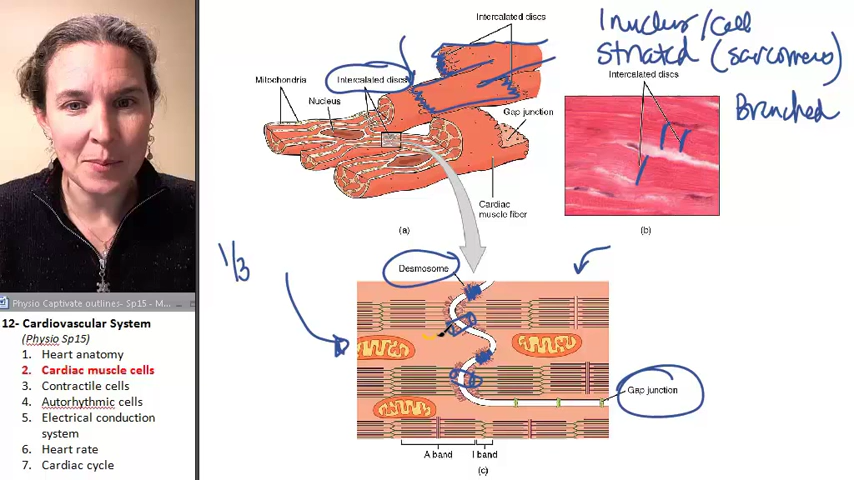 1 nucleus/cell
Striated (sarcomeres)
Branched
Intercalated discs
Mitochondria
Intercalated discs
Nucleus
Gap junction
Cardiac
muscle fiber
Intercalated discs
(a)
(b)
1/3
Desmosome
Gap junction
A band
I band
(c)
Physio Captivate outlines- Sp15 - M...
12- Cardiovascular System
(Physio Sp15)
1. Heart anatomy
2. Cardiac muscle cells
3. Contractile cells
4. Autorhythmic cells
5. Electrical conduction
system
6. Heart rate
7. Cardiac cycle